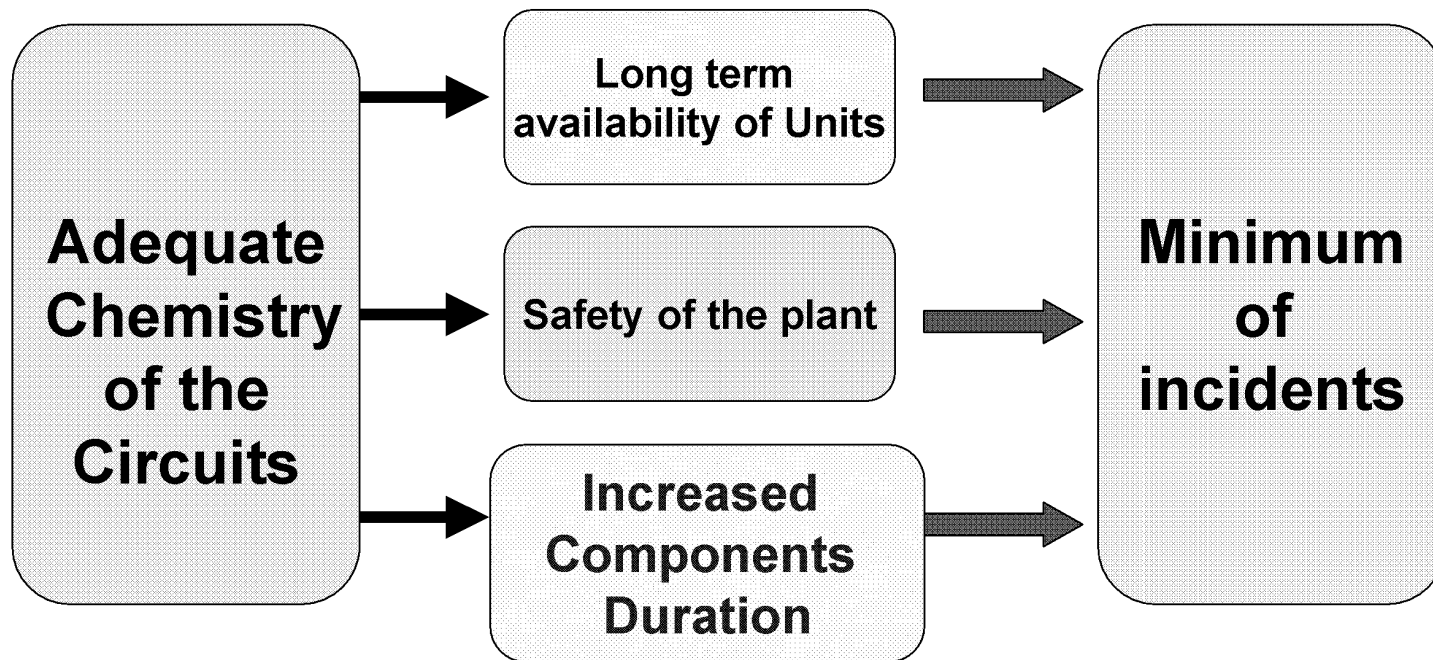 Adequate
Chemistry
of the
Circuits
Long term
availability of Units
Safety of the plant
Increased
Components
Duration
Minimum
of
incidents